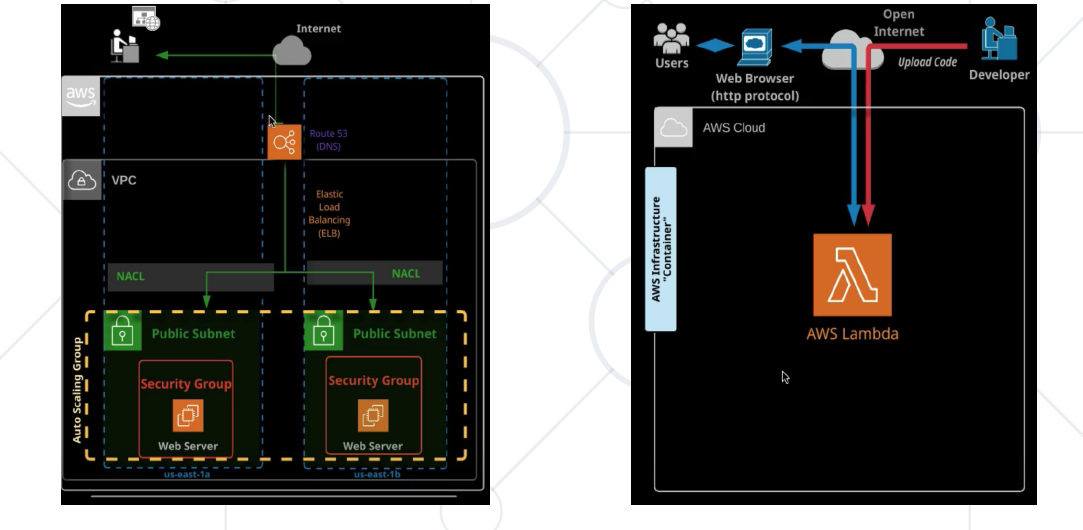 Internet
aws
Route 53
(DNS)
VPC
Elastic
Load
Balancing
(ELB)
NACL
NACL
Auto Scaling Group
Public Subnet
Public Subnet
Security Group
Security Group
Web Server
Web Server
us-east-1a
us-east-1b
Open
Internet
Users
Upload Code
Developer
Web Browser
(http protocol)
AWS Cloud
AWS Infrastructure
"Container"
AWS Lambda